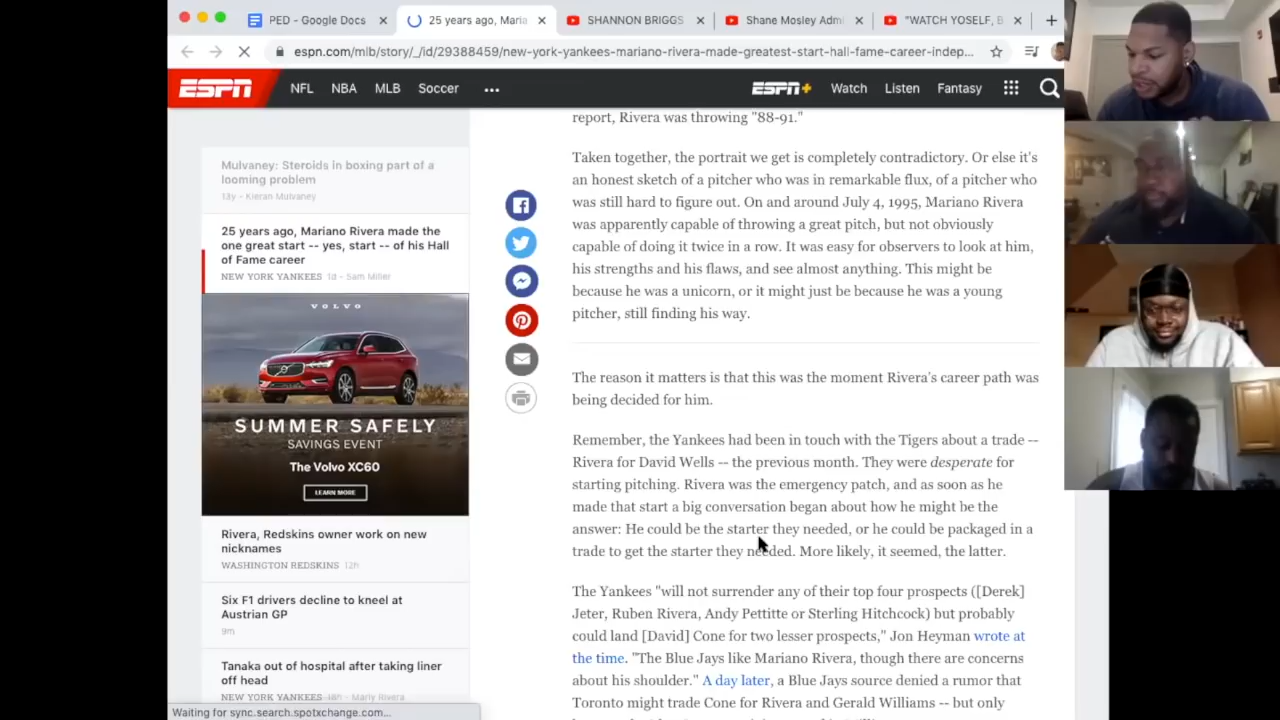 PED - Google Docs
25 years ago, Maria
SHANNON BRIGGS
Shane Mosley Adm
"WATCH YOSELF, B
espn.com/mlb/story/_/id/29388459/new-york-yankees-mariano-rivera-made-greatest-start-hall-fame-career-indep...
ESPN NFL NBA MLB Soccer ... ESPN+ Watch Listen Fantasy
Mulvaney: Steroids in boxing part of a
looming problem
13y - Kieran Mulvaney
25 years ago, Mariano Rivera made the
one great start -- yes, start -- of his Hall
of Fame career
NEW YORK YANKEES 1d - Sam Miller
VOLVO
SUMMER SAFELY
SAVINGS EVENT
The Volvo XC60
LEARN MORE
Rivera, Redskins owner work on new
nicknames
WASHINGTON REDSKINS 12h
Six F1 drivers decline to kneel at
Austrian GP
9m
Tanaka out of hospital after taking liner
off head
NEW YORK YANKEES 18h - Marly Rivera
Waiting for sync.search.spotxchange.com...
report, Rivera was throwing "88-91."
Taken together, the portrait we get is completely contradictory. Or else it's
an honest sketch of a pitcher who was in remarkable flux, of a pitcher who
was still hard to figure out. On and around July 4, 1995, Mariano Rivera
was apparently capable of throwing a great pitch, but not obviously
capable of doing it twice in a row. It was easy for observers to look at him,
his strengths and his flaws, and see almost anything. This might be
because he was a unicorn, or it might just be because he was a young
pitcher, still finding his way.
The reason it matters is that this was the moment Rivera's career path was
being decided for him.
Remember, the Yankees had been in touch with the Tigers about a trade --
Rivera for David Wells -- the previous month. They were desperate for
starting pitching. Rivera was the emergency patch, and as soon as he
made that start a big conversation began about how he might be the
answer: He could be the starter they needed, or he could be packaged in a
trade to get the starter they needed. More likely, it seemed, the latter.
The Yankees "will not surrender any of their top four prospects ([Derek]
Jeter, Ruben Rivera, Andy Pettitte or Sterling Hitchcock) but probably
could land [David] Cone for two lesser prospects," Jon Heyman wrote at
the time. "The Blue Jays like Mariano Rivera, though there are concerns
about his shoulder." A day later, a Blue Jays source denied a rumor that
Toronto might trade Cone for Rivera and Gerald Williams -- but only